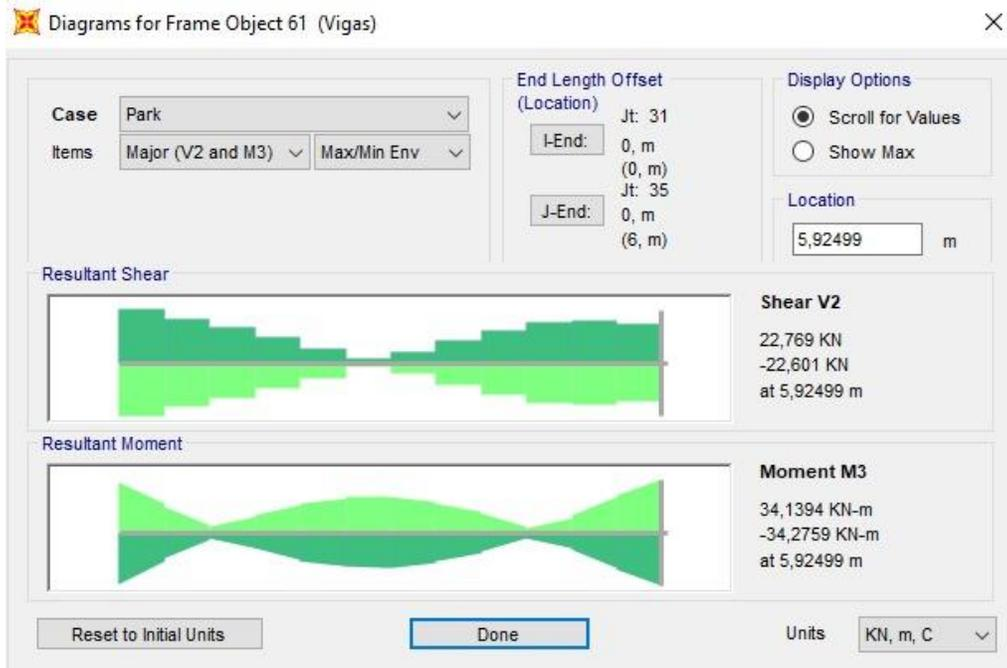 Diagrams for Frame Object 61 (Vigas)
Case Park
Items Major (V2 and M3) Max/Min Env
End Length Offset
(Location)
I-End:
Jt: 31
0, m
(0, m)
J-End:
Jt: 35
0, m
(6, m)
Display Options
Scroll for Values
Show Max
Location
5,92499 m
Resultant Shear
Shear V2
22,769 KN
-22,601 KN
at 5,92499 m
Resultant Moment
Moment M3
34,1394 KN-m
-34,2759 KN-m
at 5,92499 m
Reset to Initial Units
Done
Units KN, m, C